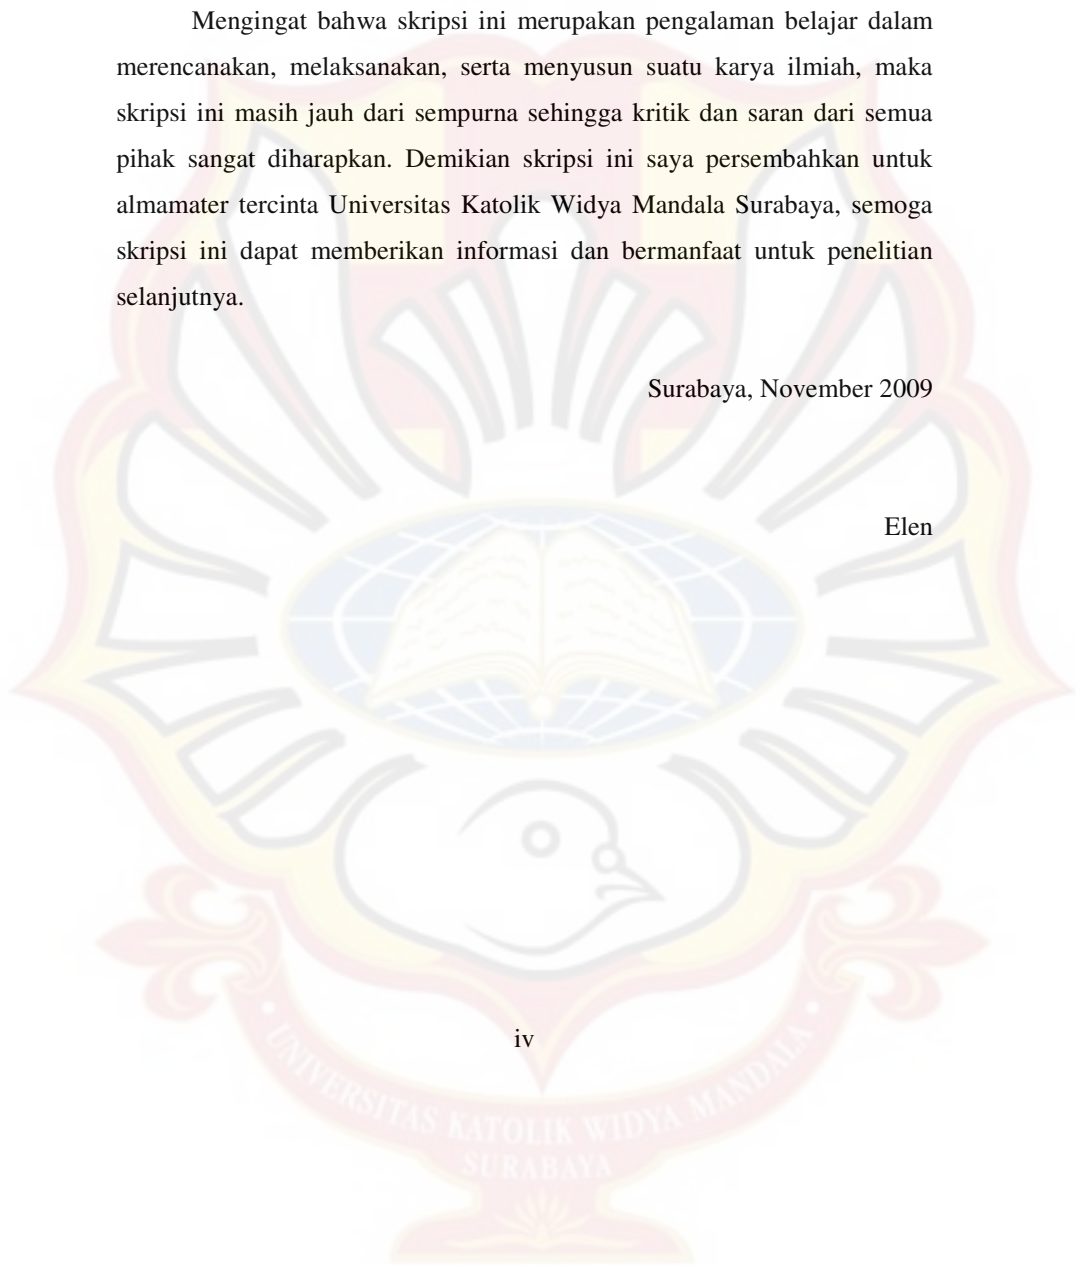 Mengingat bahwa skripsi ini merupakan pengalaman belajar dalam
merencanakan, melaksanakan, serta menyusun suatu karya ilmiah, maka
skripsi ini masih jauh dari sempurna sehingga kritik dan saran dari semua
pihak sangat diharapkan. Demikian skripsi ini saya persembahkan untuk
almamater tercinta Universitas Katolik Widya Mandala Surabaya, semoga
skripsi ini dapat memberikan informasi dan bermanfaat untuk penelitian
selanjutnya.
Surabaya, November 2009
Elen
iv
• UNIVERSITAS KATOLIK WIDYA MANDALA •
SURABAYA